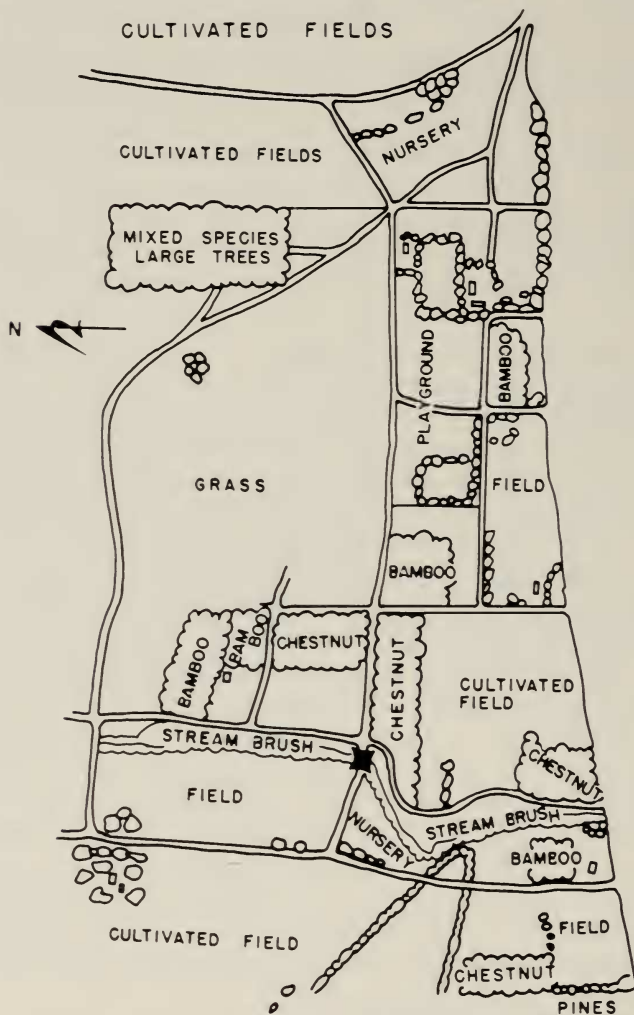 CULTIVATED FIELDS
NURSERY
CULTIVATED FIELDS
MIXED SPECIES
LARGE TREES
N
PLAYGROUND
BAMBOO
GRASS
FIELD
BAMBOO
BAMBOO
BAM
BOO
CHESTNUT
CHESTNUT
CULTIVATED
FIELD
STREAM BRUSH
CHESTNUT
FIELD
NURSERY
STREAM BRUSH
BAMBOO
CULTIVATED FIELD
FIELD
CHESTNUT
PINES